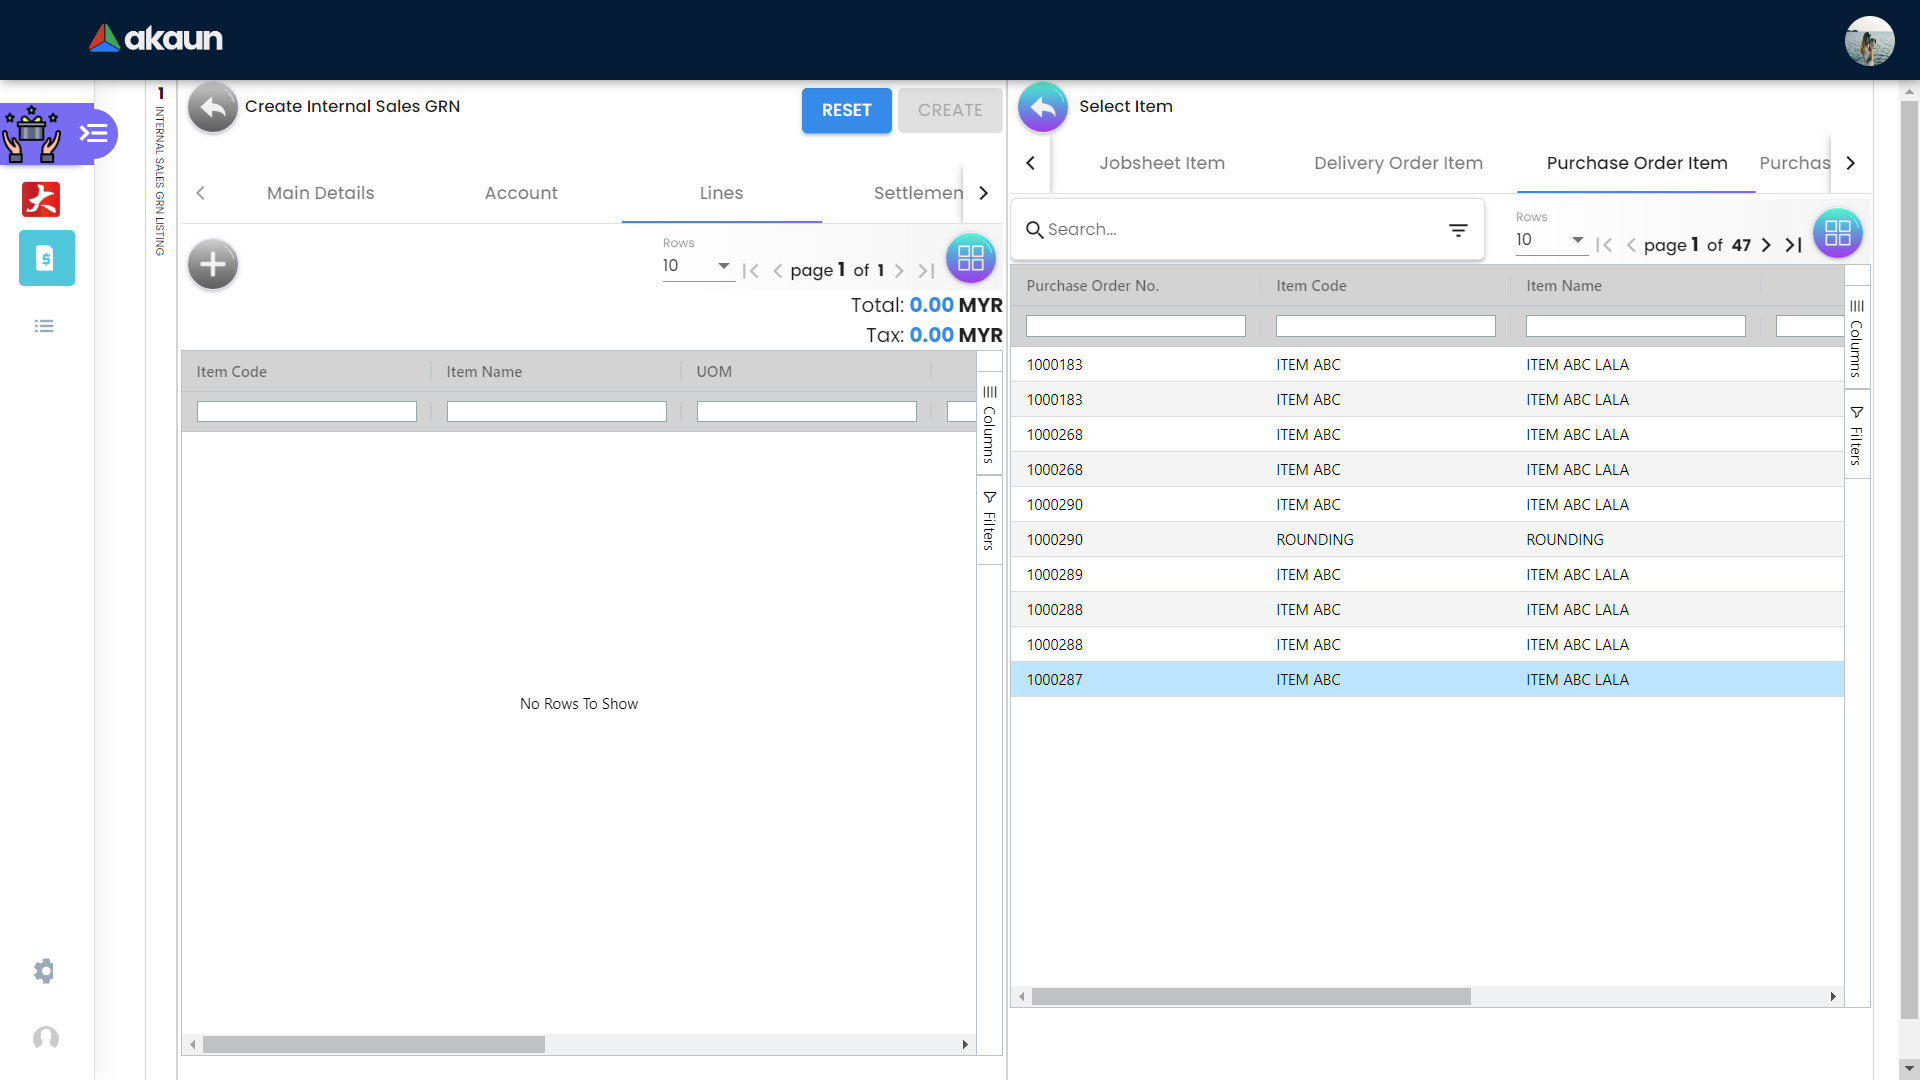 akaun
1 INTERNAL SALES GRN LISTING
Create Internal Sales GRN
RESET
CREATE
Main Details
Account
Lines
Settlemen
Rows
10
page 1 of 1
Total: 0.00 MYR
Tax: 0.00 MYR
Item Code
Item Name
UOM
Columns
Filters
No Rows To Show
Select Item
Jobsheet Item
Delivery Order Item
Purchase Order Item
Purchas
Search...
Rows
10
page 1 of 47
Purchase Order No.
Item Code
Item Name
1000183 ITEM ABC ITEM ABC LALA
1000183 ITEM ABC ITEM ABC LALA
1000268 ITEM ABC ITEM ABC LALA
1000268 ITEM ABC ITEM ABC LALA
1000290 ITEM ABC ITEM ABC LALA
1000290 ROUNDING ROUNDING
1000289 ITEM ABC ITEM ABC LALA
1000288 ITEM ABC ITEM ABC LALA
1000288 ITEM ABC ITEM ABC LALA
1000287 ITEM ABC ITEM ABC LALA
Columns
Filters